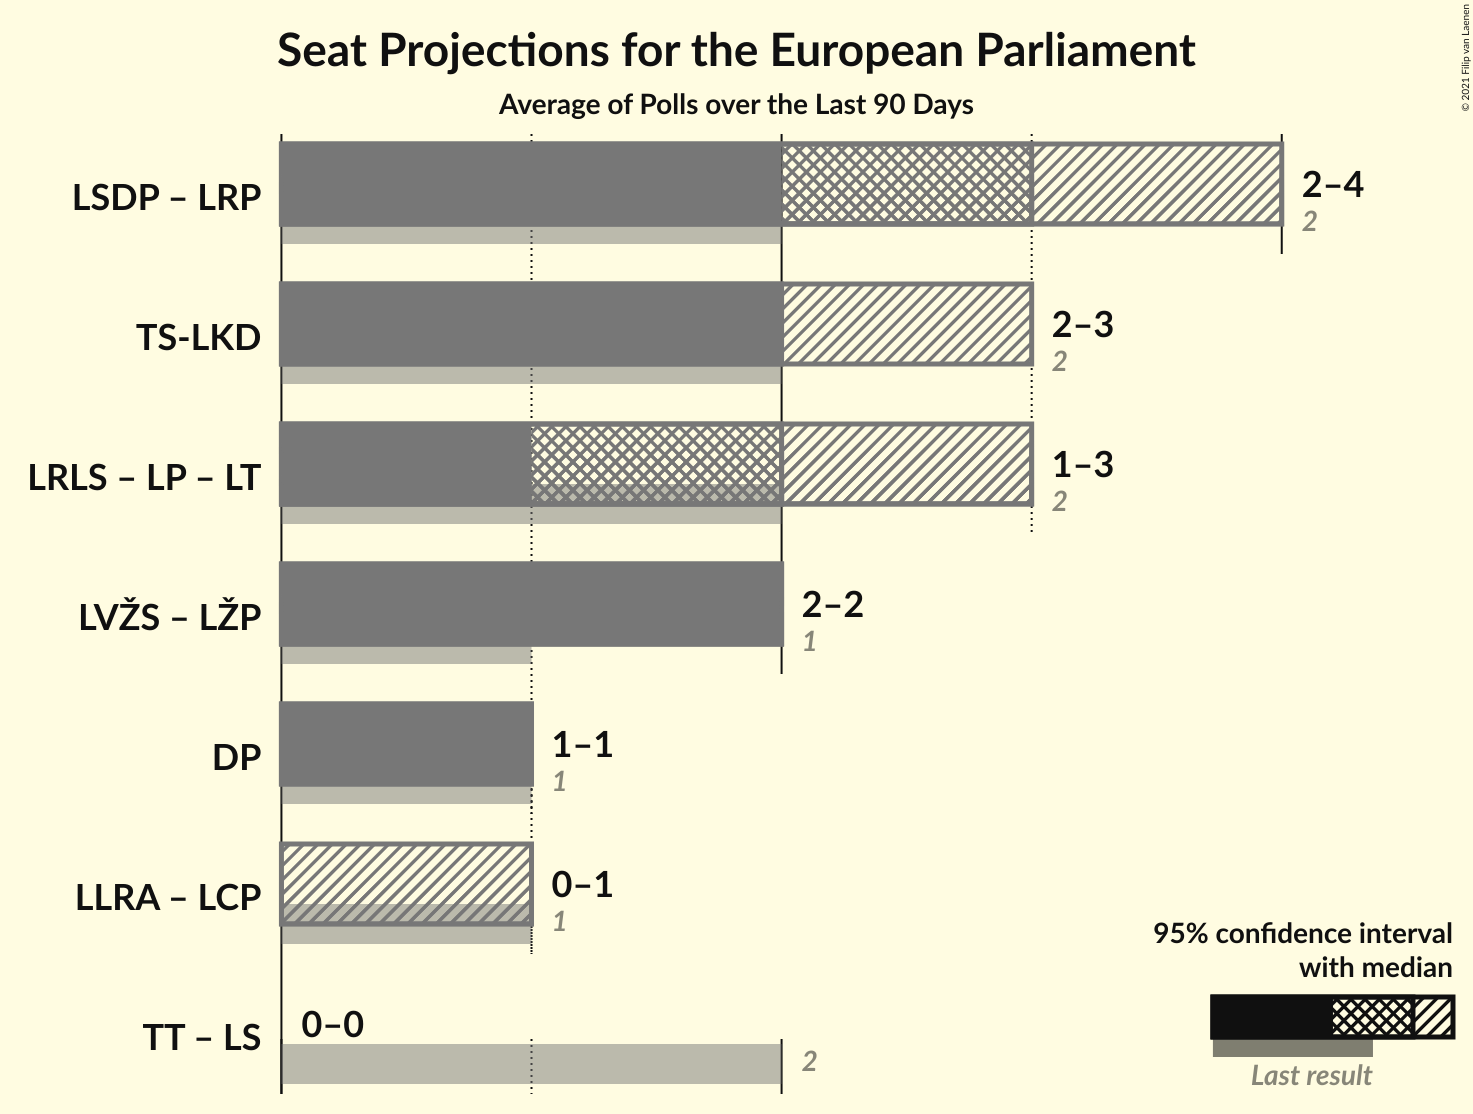 Seat Projections for the European Parliament
Average of Polls over the Last 90 Days
© 2021 Filip van Laenen
LSDP – LRP
2–4
2
TS-LKD
2–3
2
LRLS – LP – LT
1–3
2
LVŽS – LŽP
2–2
1
DP
1–1
1
LLRA – LCP
0–1
1
TT – LS
0–0
2
95% confidence interval
with median
Last result